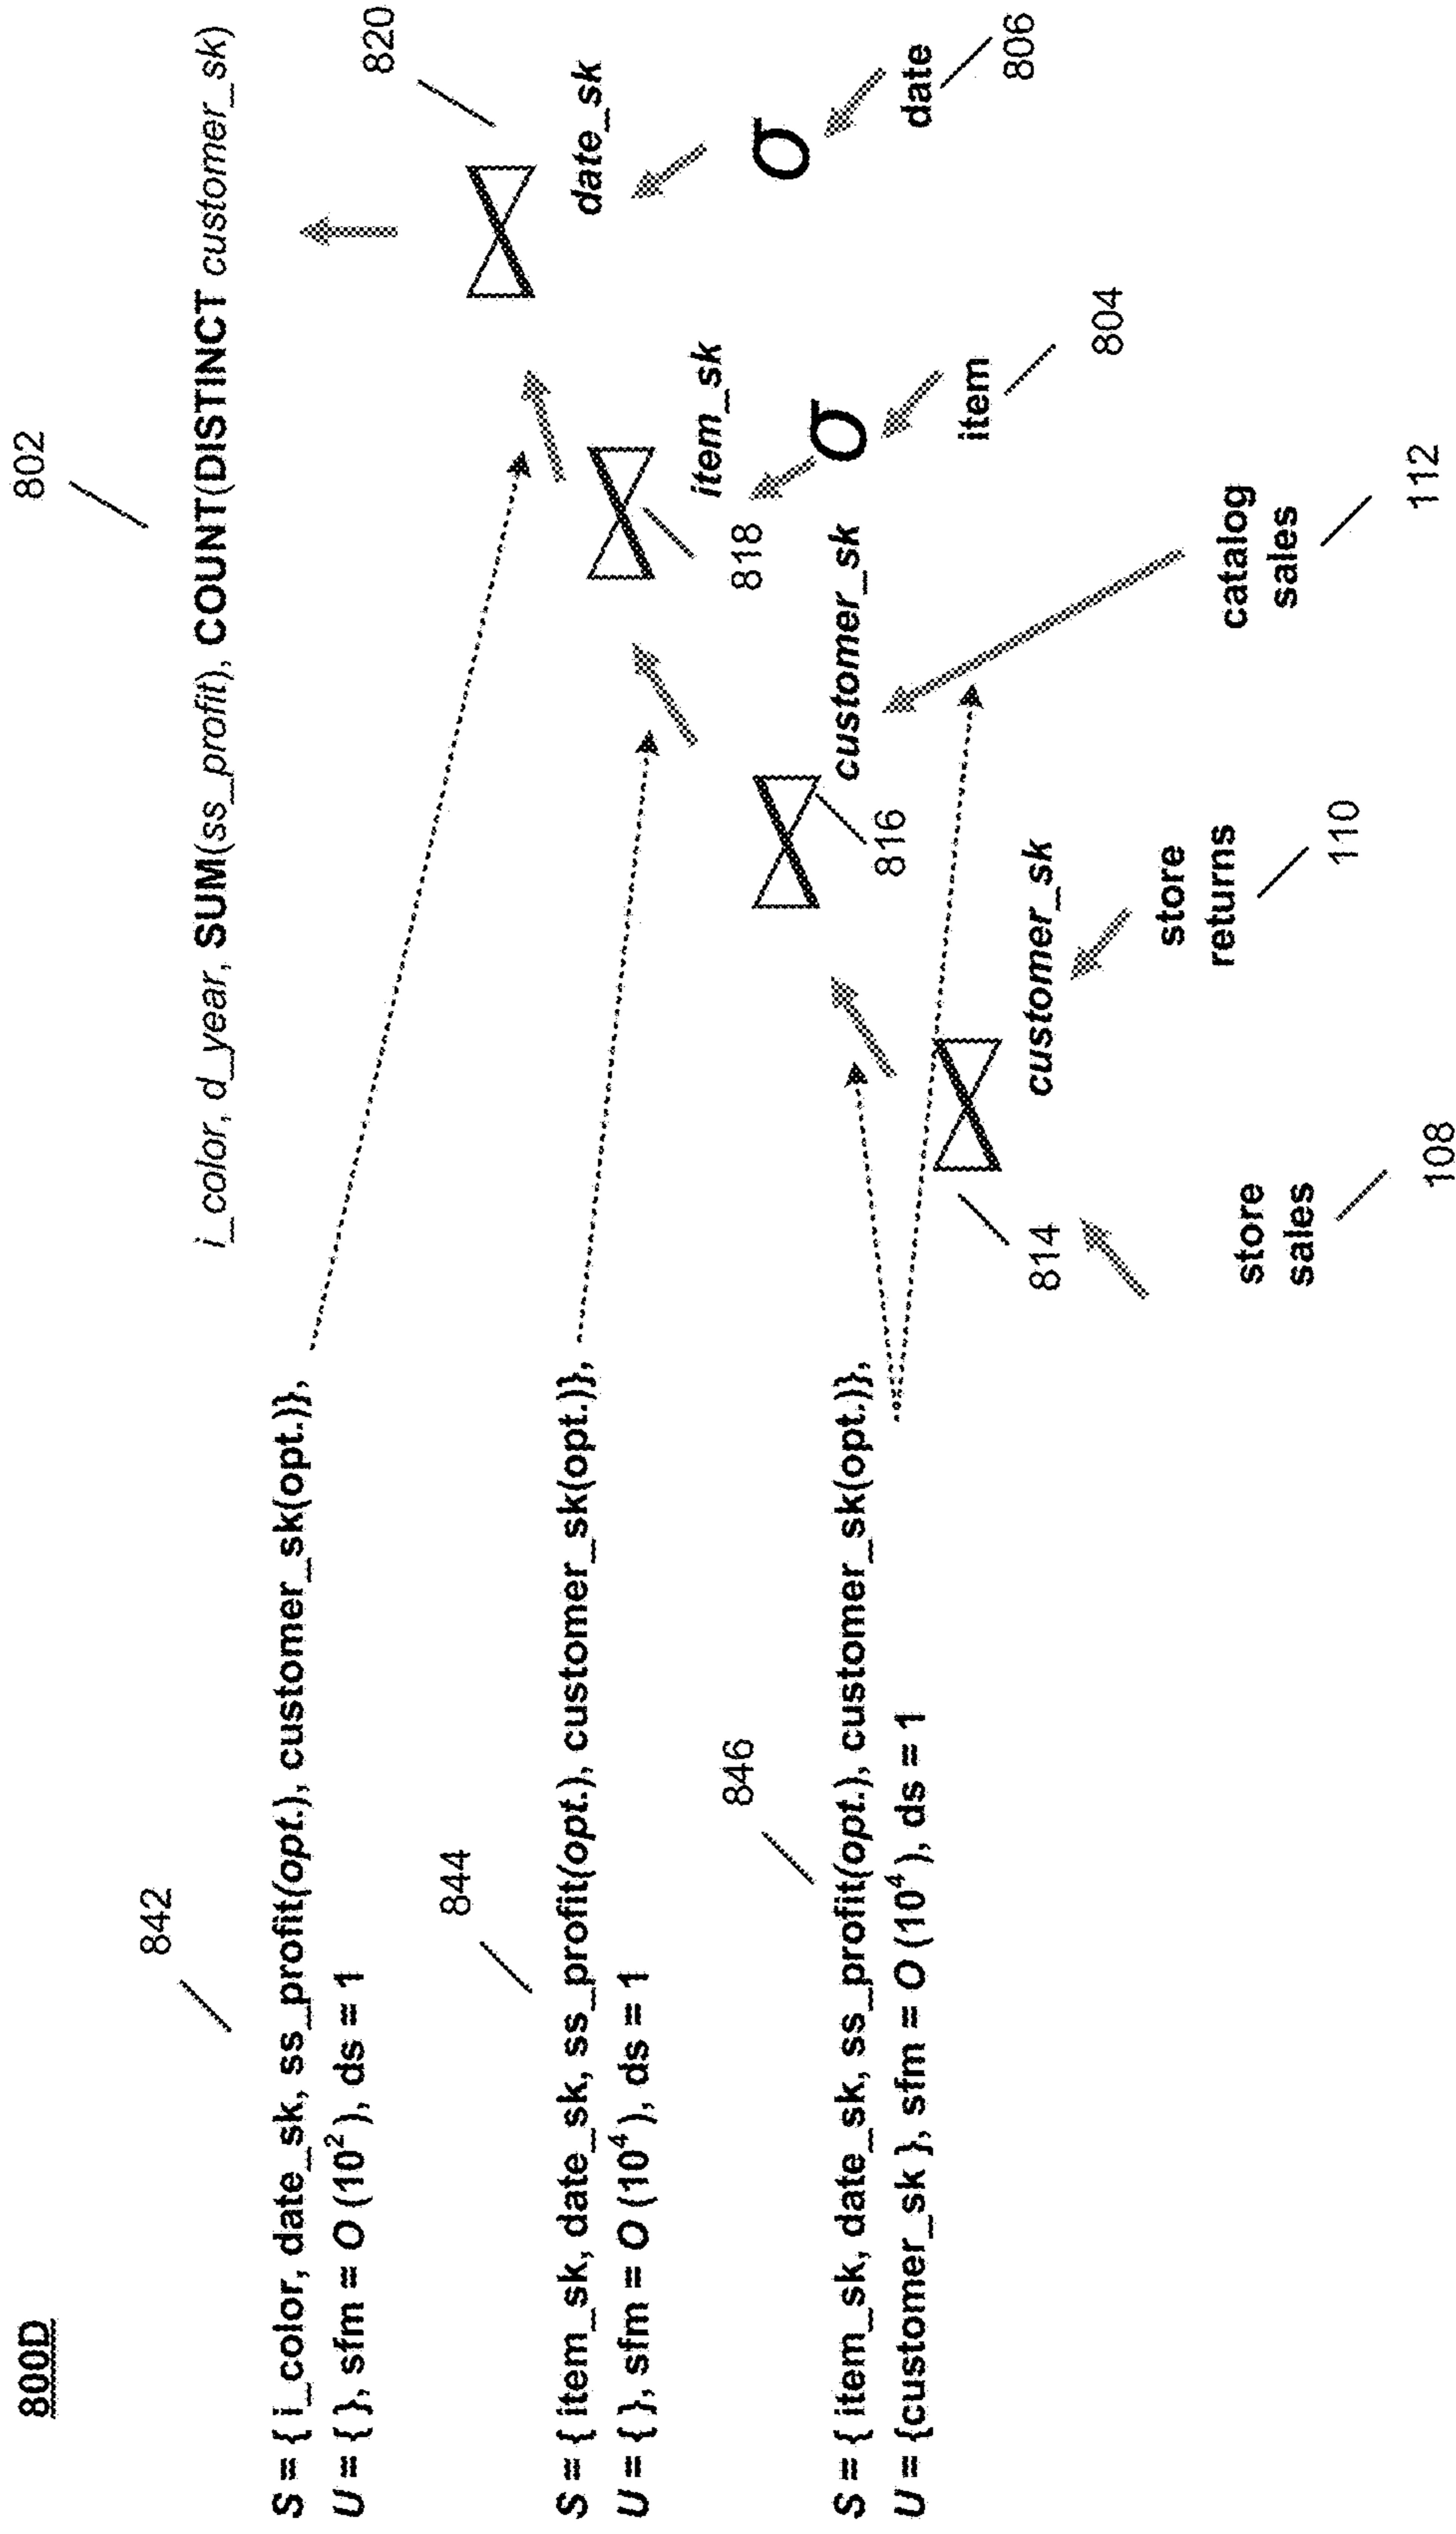 800D
802
i_color, d_year, SUM(ss_profit), COUNT(DISTINCT customer_sk)
842
S = { i_color, date_sk, ss_profit(opt.), customer_sk(opt.)},
U = { }, sfm = O (10²), ds = 1
820
date_sk
σ
date
806
844
S = { item_sk, date_sk, ss_profit(opt.), customer_sk(opt.)},
U = { }, sfm = O (10⁴), ds = 1
item_sk
818
σ
item
804
846
S = { item_sk, date_sk, ss_profit(opt.), customer_sk(opt.)},
U = {customer_sk }, sfm = O (10⁴), ds = 1
customer_sk
816
catalog
sales
112
814
customer_sk
store
returns
110
store
sales
108